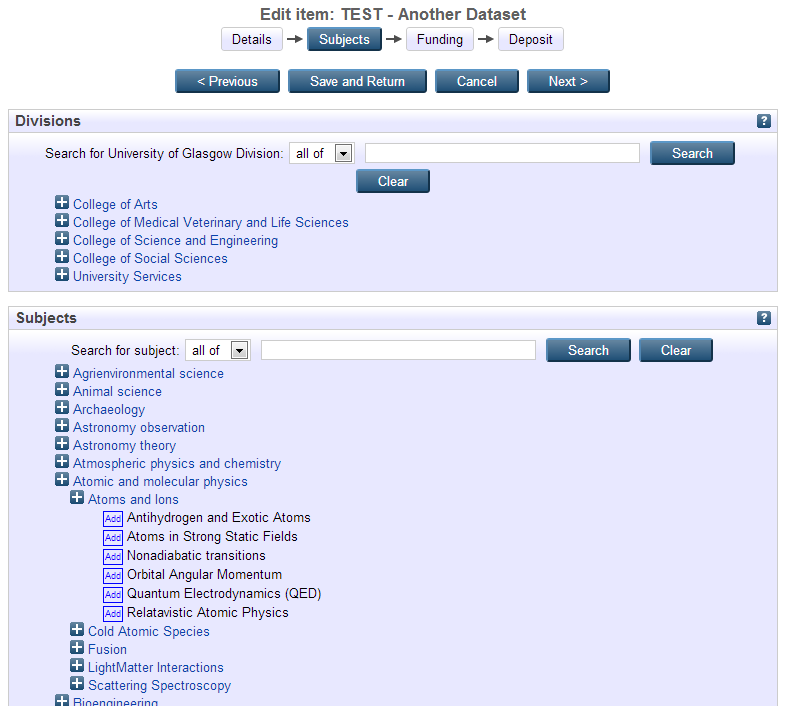 Edit item: TEST - Another Dataset
Details Subjects Funding Deposit
< Previous Save and Return Cancel Next >
Divisions ?
Search for University of Glasgow Division: all of Search
Clear
College of Arts
College of Medical Veterinary and Life Sciences
College of Science and Engineering
College of Social Sciences
University Services
Subjects ?
Search for subject: all of Search Clear
Agrienvironmental science
Animal science
Archaeology
Astronomy observation
Astronomy theory
Atmospheric physics and chemistry
Atomic and molecular physics
Atoms and Ions
Add Antihydrogen and Exotic Atoms
Add Atoms in Strong Static Fields
Add Nonadiabatic transitions
Add Orbital Angular Momentum
Add Quantum Electrodynamics (QED)
Add Relatavistic Atomic Physics
Cold Atomic Species
Fusion
LightMatter Interactions
Scattering Spectroscopy
Bioengineering